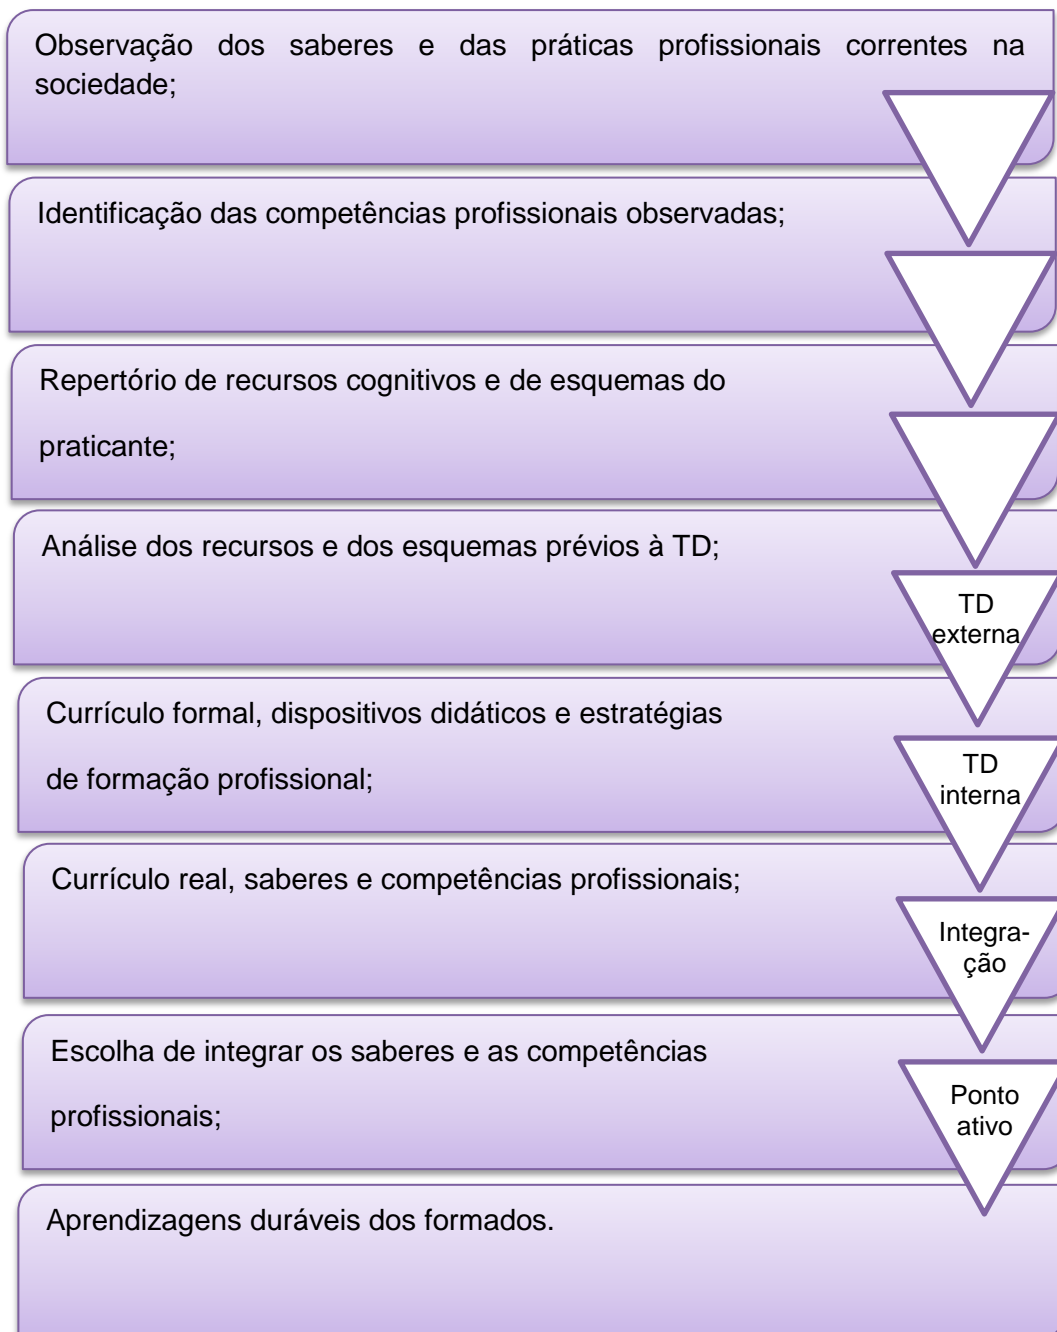 Observação dos saberes e das práticas profissionais correntes na
sociedade;
Identificação das competências profissionais observadas;
Repertório de recursos cognitivos e de esquemas do
praticante;
Análise dos recursos e dos esquemas prévios à TD;
TD
externa
Currículo formal, dispositivos didáticos e estratégias
de formação profissional;
TD
interna
Currículo real, saberes e competências profissionais;
Integra-
ção
Escolha de integrar os saberes e as competências
profissionais;
Ponto
ativo
Aprendizagens duráveis dos formados.